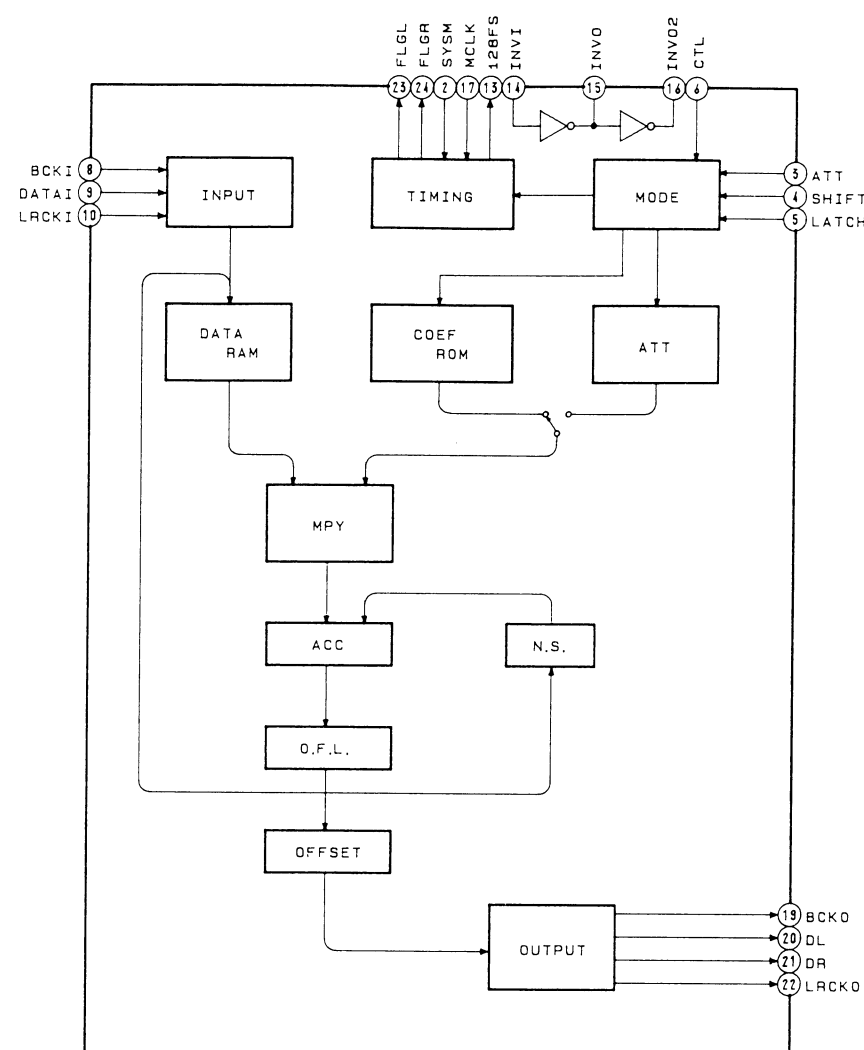 FLGL
FLGR
SYSM
MCLK
128FS
INVI
INVO
INVO2
CTL
23
24
2
17
13
14
15
16
6
BCKI 8
DATAI 9
LRCKI 10
INPUT
TIMING
MODE
3 ATT
4 SHIFT
5 LATCH
DATA
RAM
COEF
ROM
ATT
MPY
ACC
N.S.
O.F.L.
OFFSET
OUTPUT
19 BCKO
20 DL
21 DR
22 LRCKO